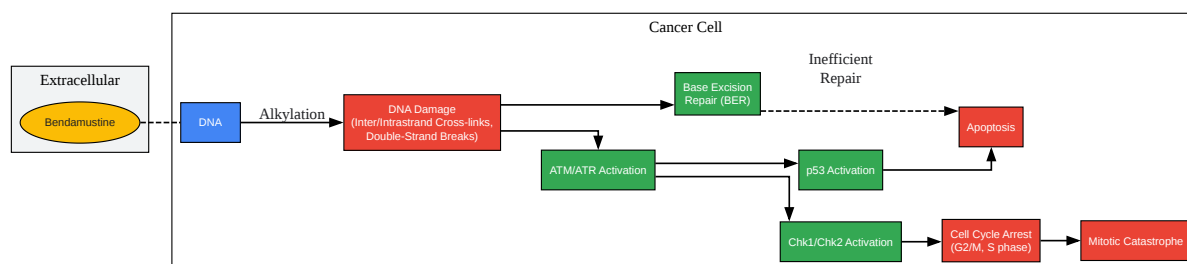 Cancer Cell
Extracellular
Bendamustine
DNA
Alkylation
DNA Damage
(Inter/Intrastrand Cross-links,
Double-Strand Breaks)
Base Excision
Repair (BER)
Inefficient
Repair
Apoptosis
ATM/ATR Activation
p53 Activation
Chk1/Chk2 Activation
Cell Cycle Arrest
(G2/M, S phase)
Mitotic Catastrophe